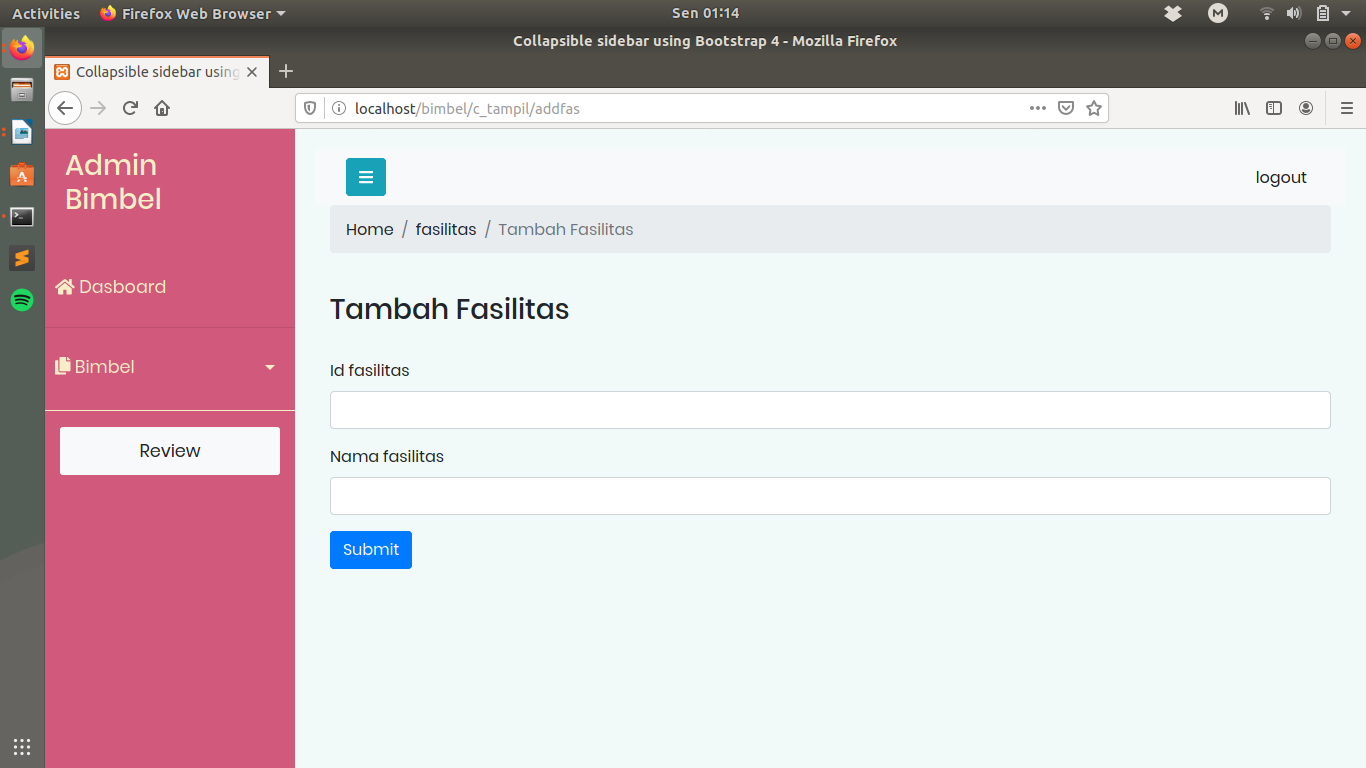 Activities
Firefox Web Browser
Sen 01:14
Collapsible sidebar using Bootstrap 4 - Mozilla Firefox
Collapsible sidebar using
localhost/bimbel/c_tampil/addfas
Admin
Bimbel
logout
Home / fasilitas / Tambah Fasilitas
Dasboard
Tambah Fasilitas
Bimbel
Id fasilitas
Review
Nama fasilitas
Submit